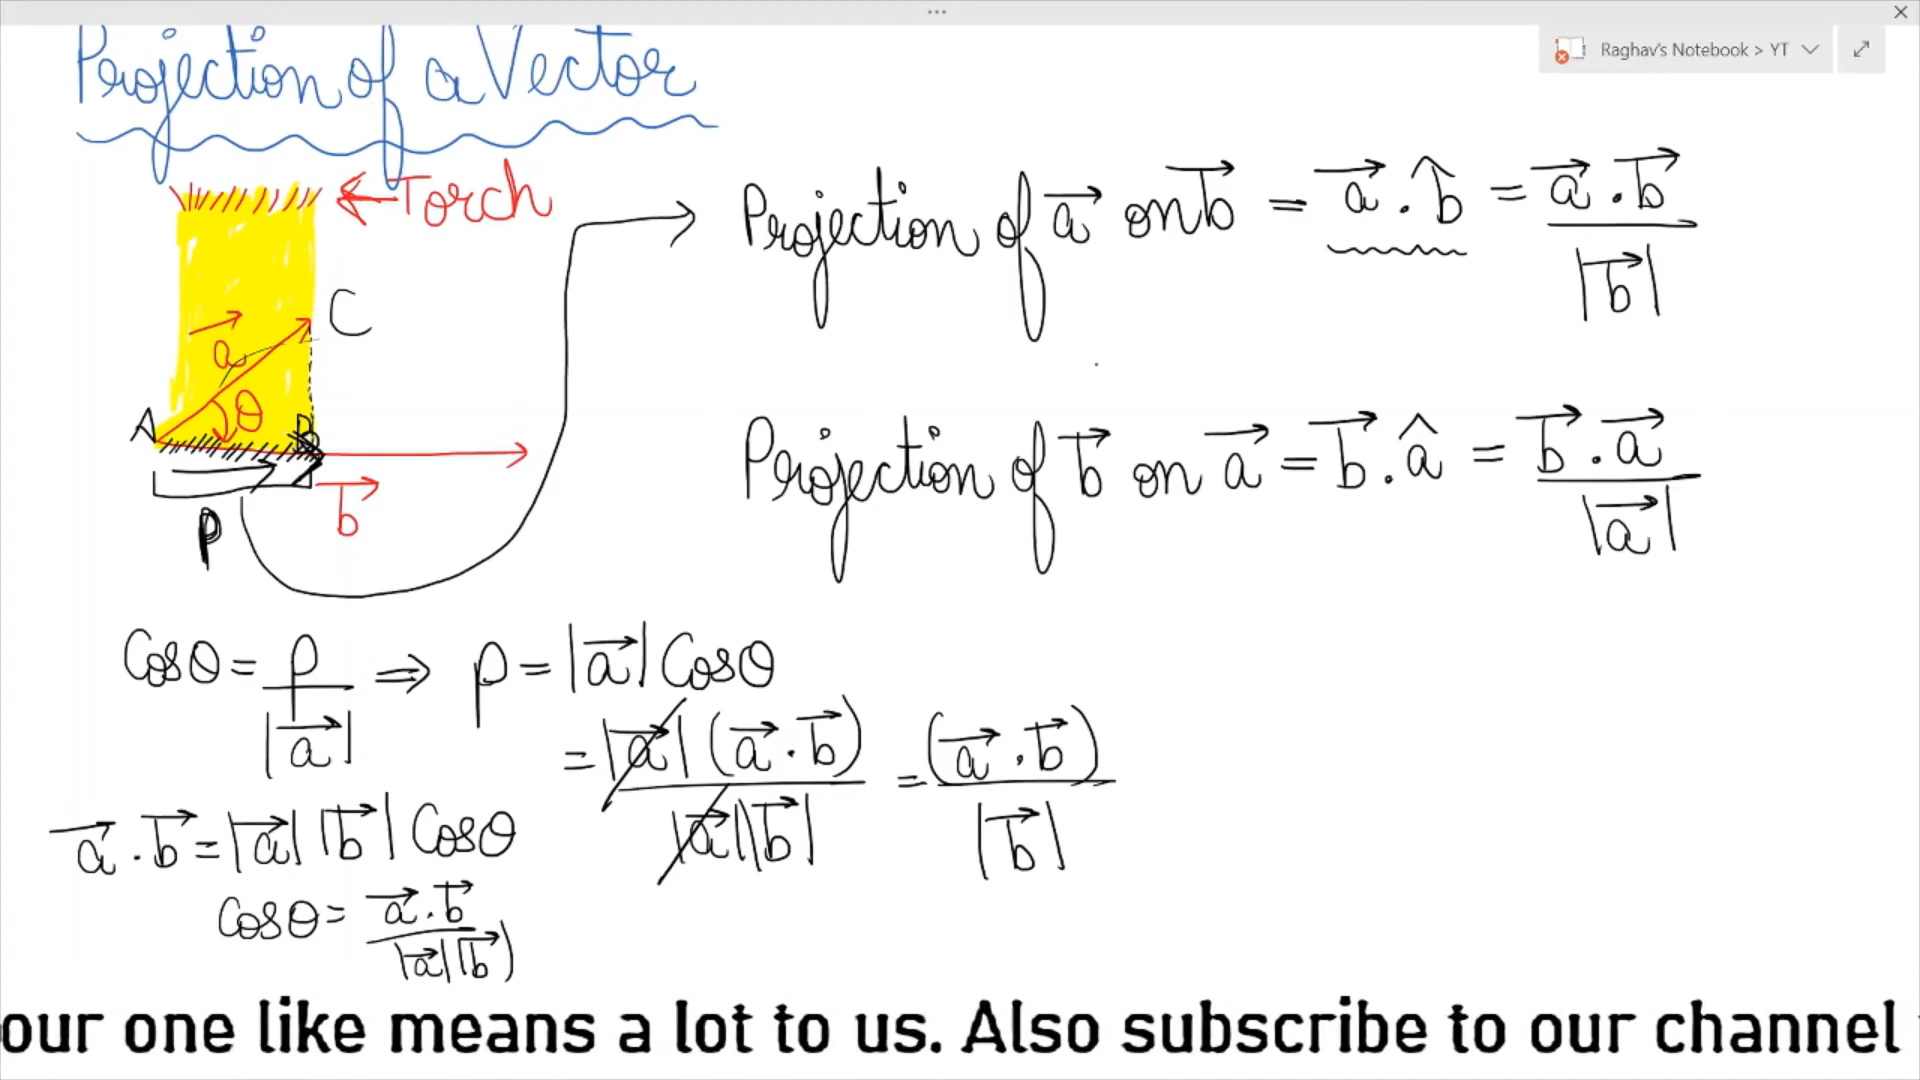 Raghav's Notebook > YT
Projection of a Vector
Torch
C
a⃗
θ
A
B
b⃗
P
Projection of a⃗ on b⃗ = a⃗ . b̂ = a⃗ . b⃗ / |b⃗|
Projection of b⃗ on a⃗ = b⃗ . â = b⃗ . a⃗ / |a⃗|
Cosθ = P / |a⃗| ⇒ P = |a⃗| Cosθ
= |a⃗| (a⃗ . b⃗) / |a⃗||b⃗| = (a⃗ . b⃗) / |b⃗|
a⃗ . b⃗ = |a⃗| |b⃗| Cosθ
Cosθ = a⃗ . b⃗ / |a⃗||b⃗|
our one like means a lot to us. Also subscribe to our channel